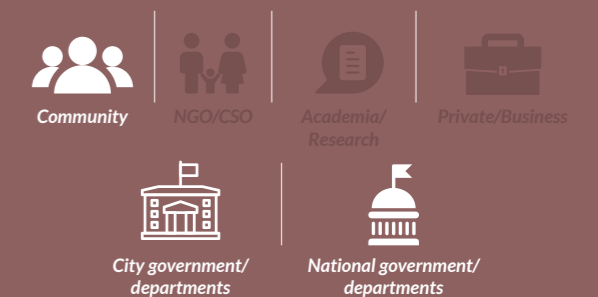 Community
NGO/CSO
Academia/
Research
Private/Business
City government/
departments
National government/
departments